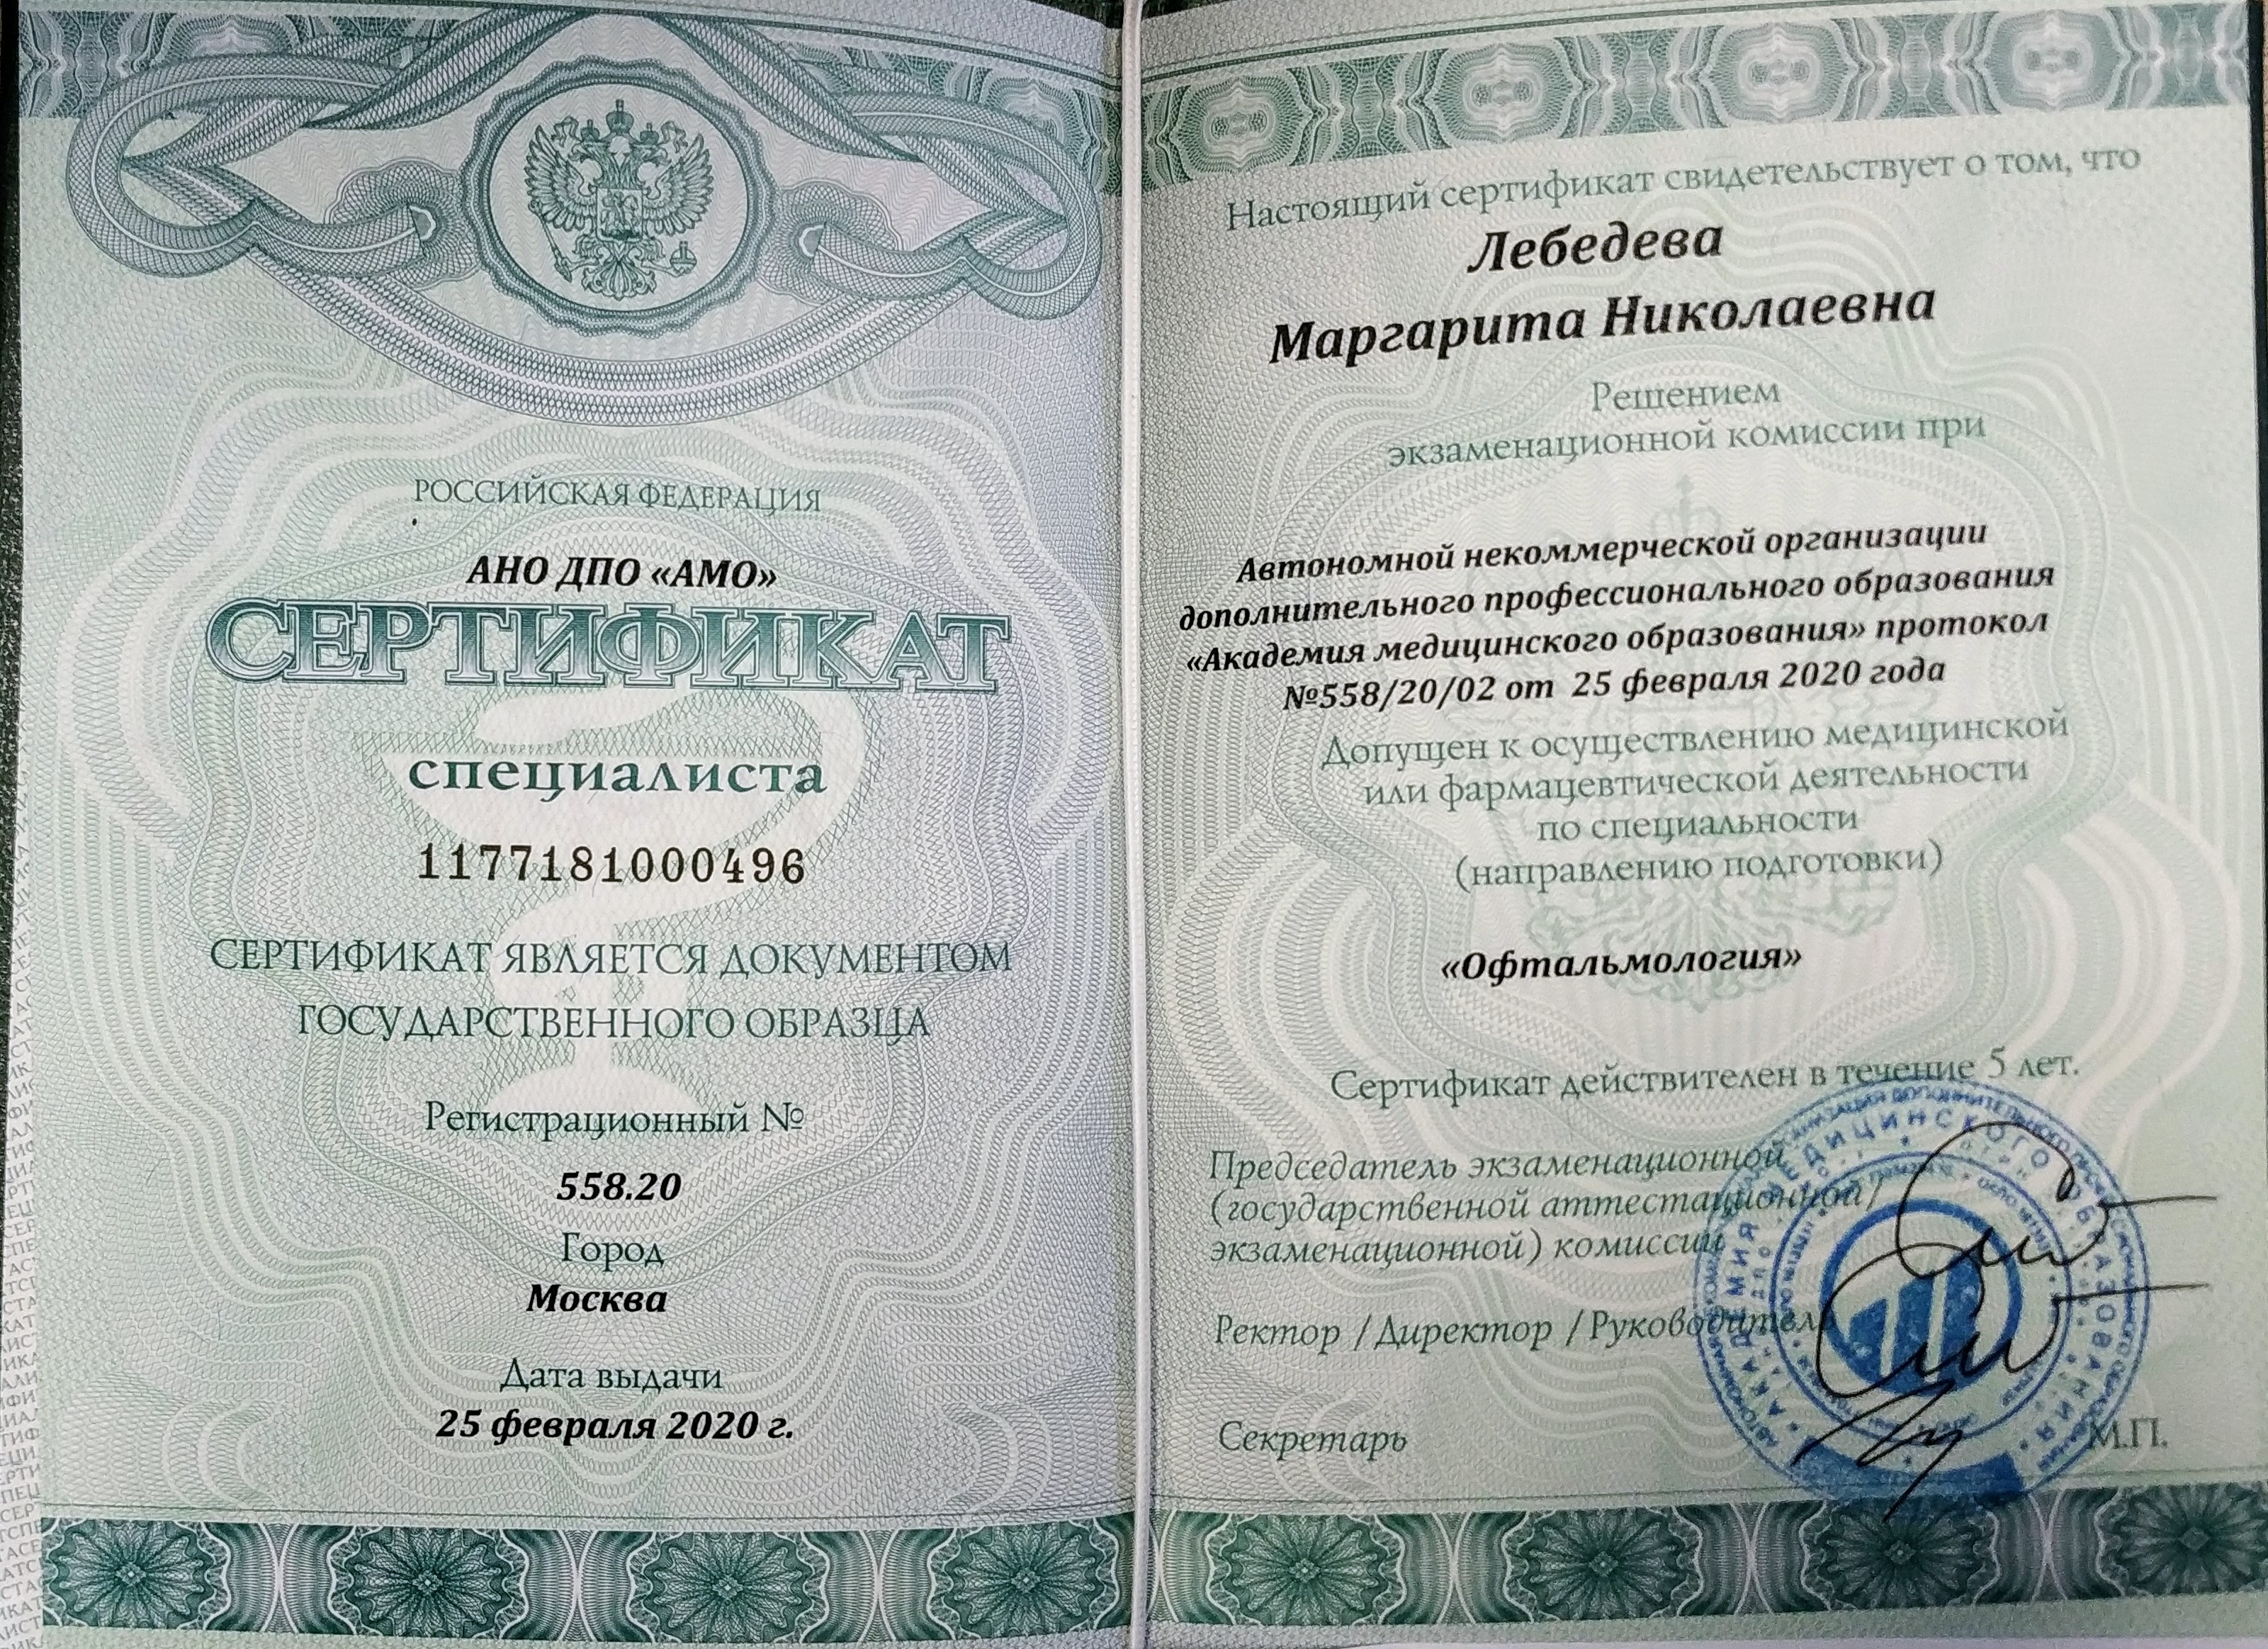 РОССИЙСКАЯ ФЕДЕРАЦИЯ
АНО ДПО «АМО»
СЕРТИФИКАТ
специалиста
1177181000496
СЕРТИФИКАТ ЯВЛЯЕТСЯ ДОКУМЕНТОМ
ГОСУДАРСТВЕННОГО ОБРАЗЦА
Регистрационный №
558.20
Город
Москва
Дата выдачи
25 февраля 2020 г.
Настоящий сертификат свидетельствует о том, что
Лебедева
Маргарита Николаевна
Решением
экзаменационной комиссии при
Автономной некоммерческой организации
дополнительного профессионального образования
«Академия медицинского образования» протокол
№558/20/02 от 25 февраля 2020 года
Допущен к осуществлению медицинской
или фармацевтической деятельности
по специальности
(направлению подготовки)
«Офтальмология»
Сертификат действителен в течение 5 лет.
Председатель экзаменационной
(государственной аттестационной/
экзаменационной) комиссии
Ректор /Директор /Руководитель
Секретарь
М.П.
АКАДЕМИЯ МЕДИЦИНСКОГО ОБРАЗОВАНИЯ